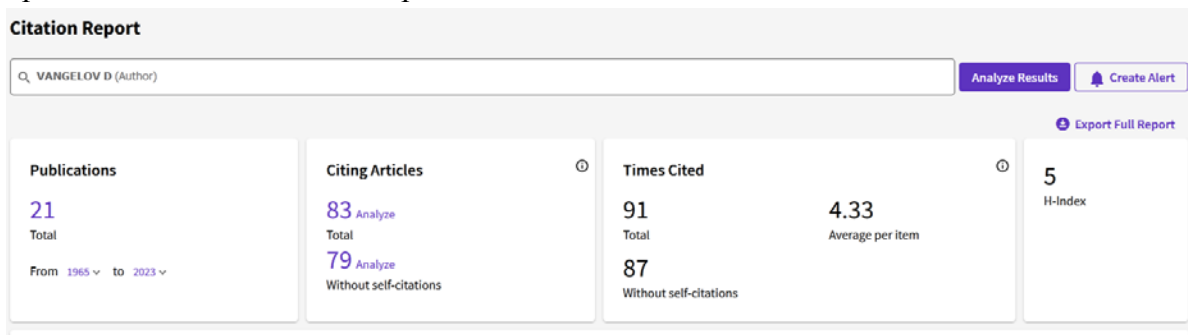 Citation Report
VANGELOV D (Author)
Analyze Results
Create Alert
Export Full Report
Publications
21
Total
From 1965 to 2023
Citing Articles
83 Analyze
Total
79 Analyze
Without self-citations
Times Cited
91
Total
4.33
Average per item
87
Without self-citations
5
H-Index